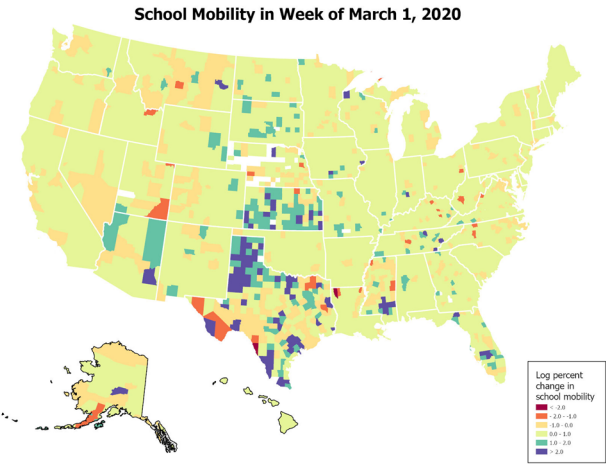 School Mobility in Week of March 1, 2020
Log percent
change in
school mobility
< -2.0
- 2.0 - -1.0
-1.0 - 0.0
0.0 - 1.0
1.0 - 2.0
> 2.0